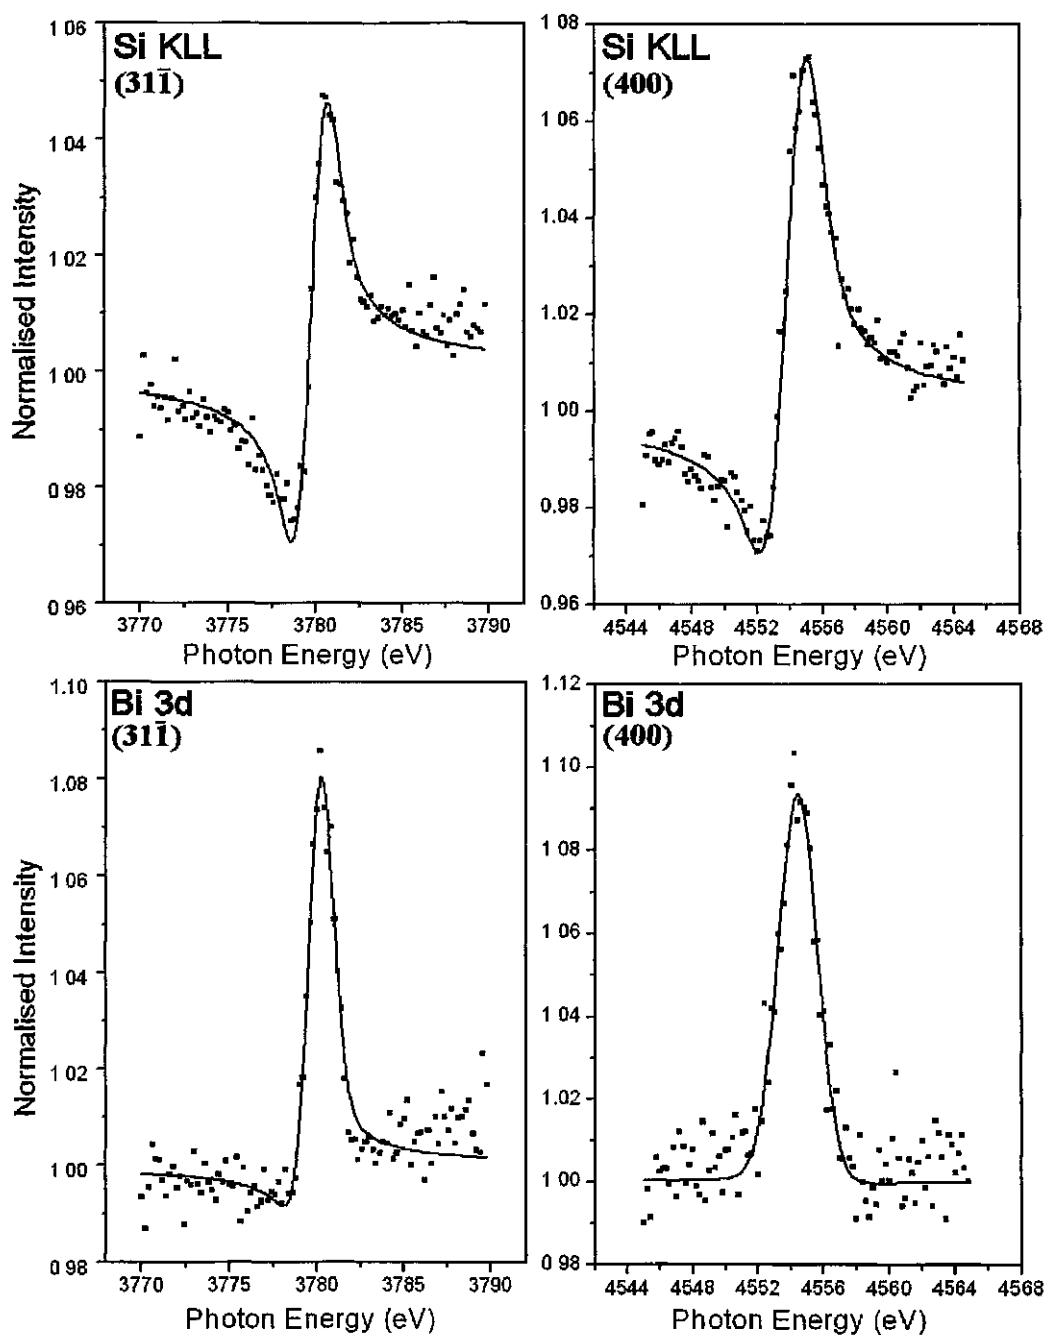 Si KLL
(311̄)
1 06
1 04
1 02
1 00
0 98
0 96
Normalised Intensity
3770 3775 3780 3785 3790
Photon Energy (eV)
Si KLL
(400)
1 08
1 06
1 04
1 02
1 00
0 98
0.96
4544 4548 4552 4556 4560 4564 4568
Photon Energy (eV)
Bi 3d
(311̄)
1.10
1 08
1 06
1 04
1 02
1 00
0 98
Normalised Intensity
3770 3775 3780 3785 3790
Photon Energy (eV)
Bi 3d
(400)
1.12
1.10
1 08
1 06
1 04
1 02
1 00
0 98
4544 4548 4552 4556 4560 4564 4568
Photon Energy (eV)